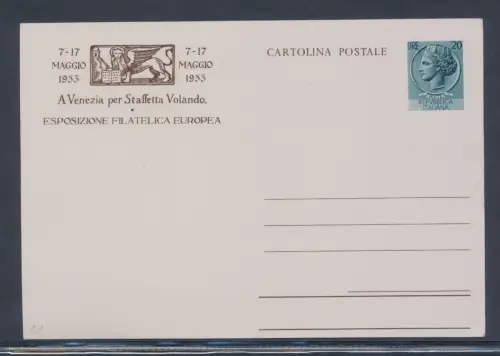 7-17
MAGGIO
1953
7-17
MAGGIO
1953
A Venezia per Staffetta Volando.
ESPOSIZIONE FILATELICA EUROPEA
CARTOLINA POSTALE
LIRE 20
REPVBBLICA
ITALIANA